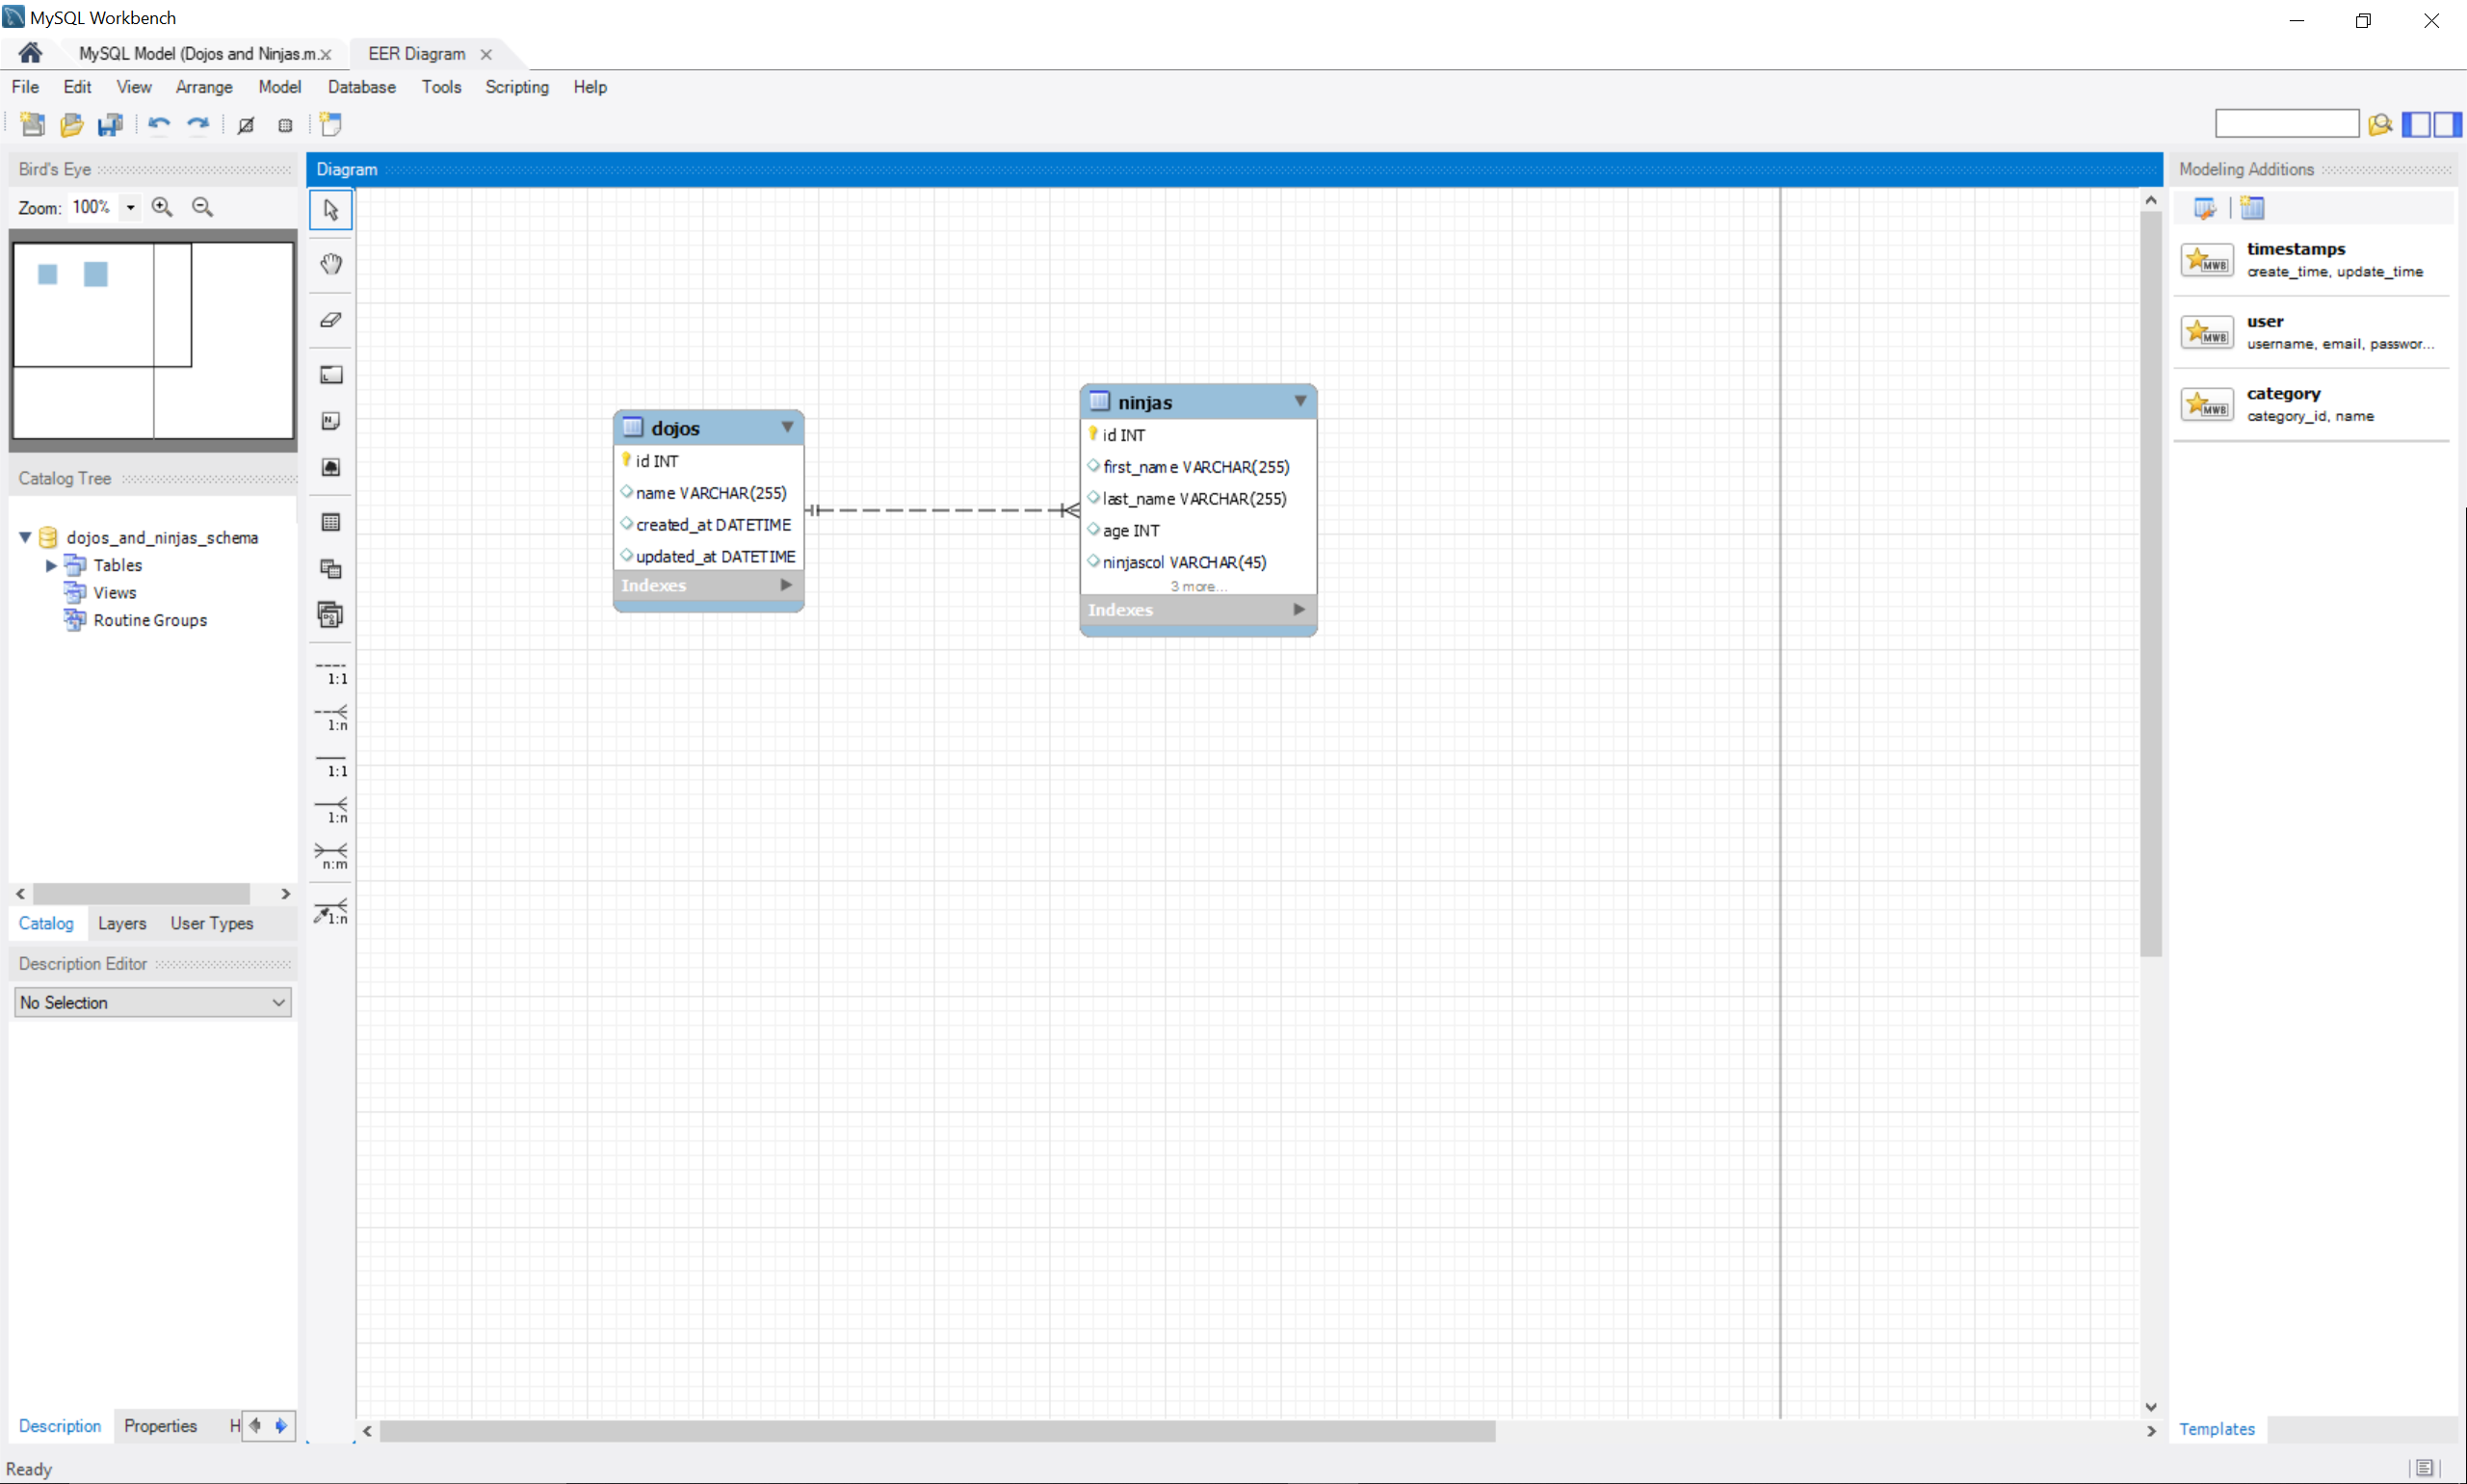 MySQL Workbench
MySQL Model (Dojos and Ninjas.m.
EER Diagram
File Edit View Arrange Model Database Tools Scripting Help
Bird's Eye
Zoom: 100%
Catalog Tree
dojos_and_ninjas_schema
Tables
Views
Routine Groups
Catalog Layers User Types
Description Editor
No Selection
Description Properties H
Ready
Diagram
1:1
1:n
1:1
1:n
n:m
1:n
dojos
id INT
name VARCHAR(255)
created_at DATETIME
updated_at DATETIME
Indexes
ninjas
id INT
first_name VARCHAR(255)
last_name VARCHAR(255)
age INT
ninjascol VARCHAR(45)
3 more...
Indexes
Modeling Additions
MWB
timestamps
create_time, update_time
MWB
user
username, email, passwor...
MWB
category
category_id, name
Templates